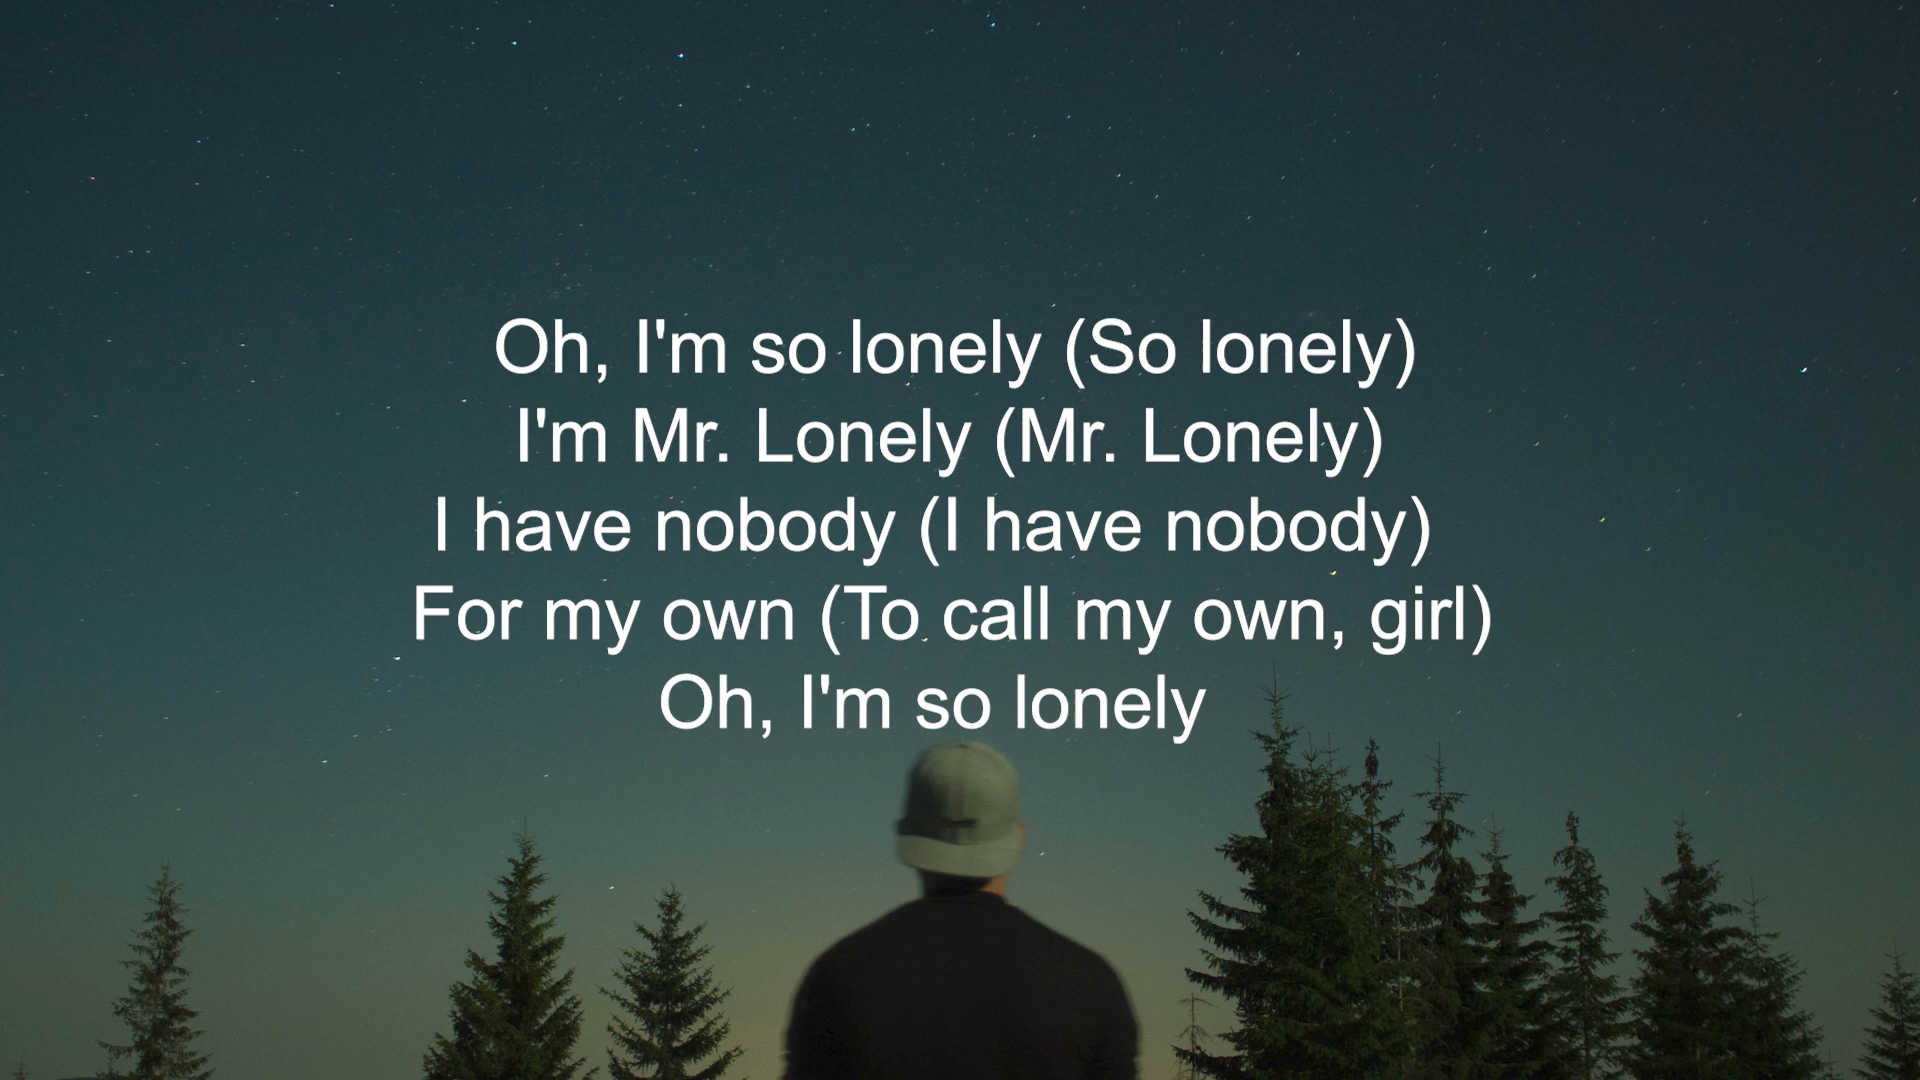 Oh, I'm so lonely (So lonely)
I'm Mr. Lonely (Mr. Lonely)
I have nobody (I have nobody)
For my own (To call my own, girl)
Oh, I'm so lonely